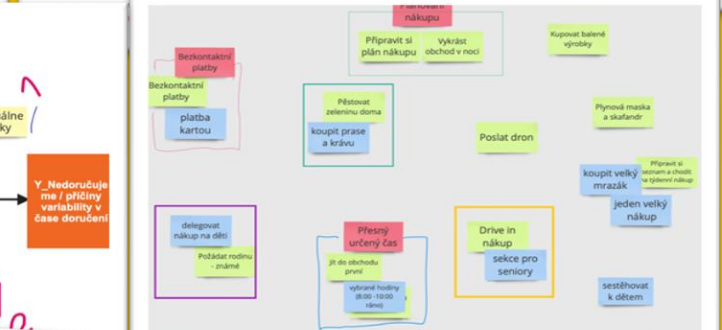 álne
ky
Y_Nedoručuje
me / příčiny
variability v
čase doručení
Plánování
nákupu
Připravit si
plán nákupu
Vykrást
obchod v noci
Kupovat balené
výrobky
Bezkontaktní
platby
Bezkontaktní
platby
platba
kartou
Pěstovat
zeleninu doma
koupit prase
a krávu
Poslat dron
Plynová maska
a skafandr
Připravit si
seznam a chodit
na týdenní nákup
koupit velký
mrazák
jeden velký
nákup
delegovat
nákup na děti
Požádat rodinu
- známé
Přesný
určený čas
Jít do obchodu
první
vybrané hodiny
(8:00 -10:00
ráno)
Drive in
nákup
sekce pro
seniory
sestěhovat
k dětem